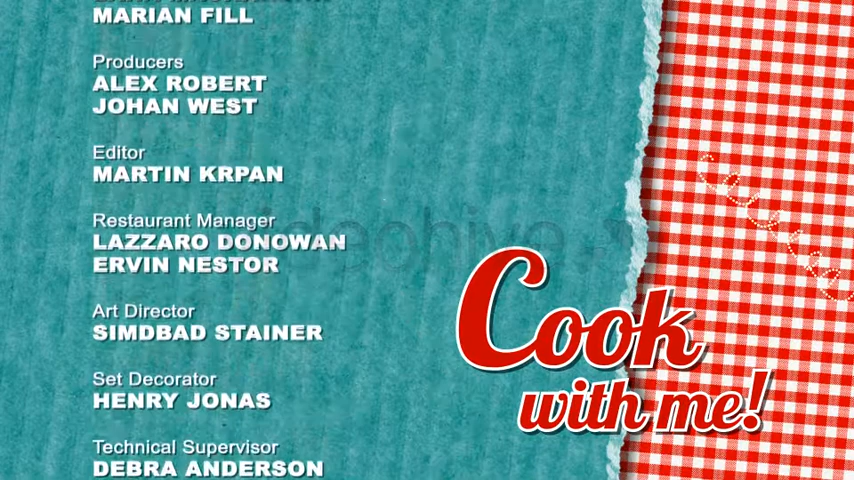 MARIAN FILL
Producers
ALEX ROBERT
JOHAN WEST
Editor
MARTIN KRPAN
Restaurant Manager
LAZZARO DONOWAN
ERVIN NESTOR
Art Director
SIMDBAD STAINER
Set Decorator
HENRY JONAS
Technical Supervisor
DEBRA ANDERSON
videohive
Cook
with me!